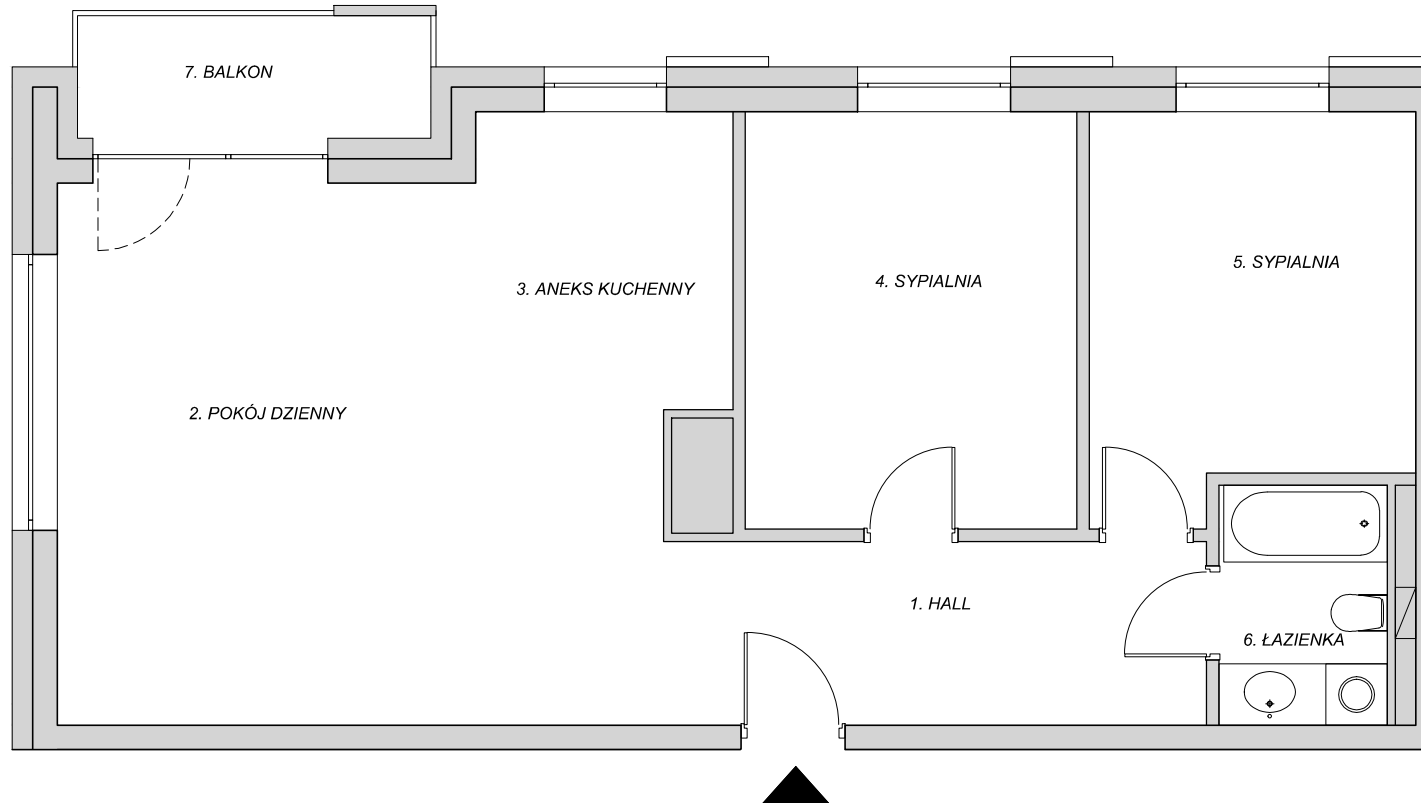 7. BALKON
5. SYPIALNIA
4. SYPIALNIA
3. ANEKS KUCHENNY
2. POKÓJ DZIENNY
1. HALL
6. ŁAZIENKA